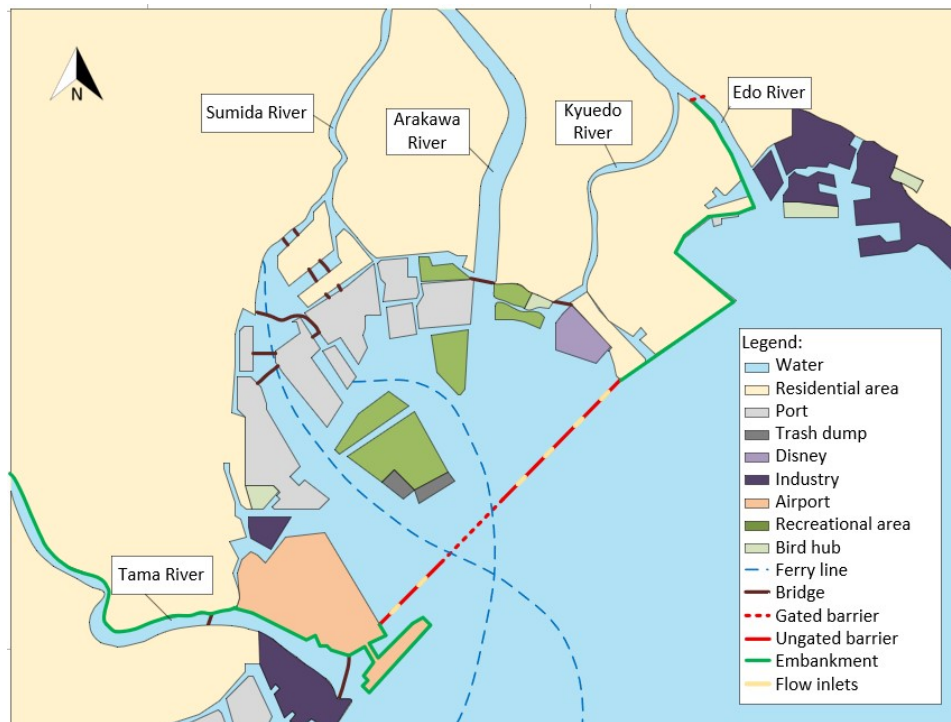 N
Sumida River
Arakawa
River
Kyuedo
River
Edo River
Tama River
Legend:
Water
Residential area
Port
Trash dump
Disney
Industry
Airport
Recreational area
Bird hub
Ferry line
Bridge
Gated barrier
Ungated barrier
Embankment
Flow inlets